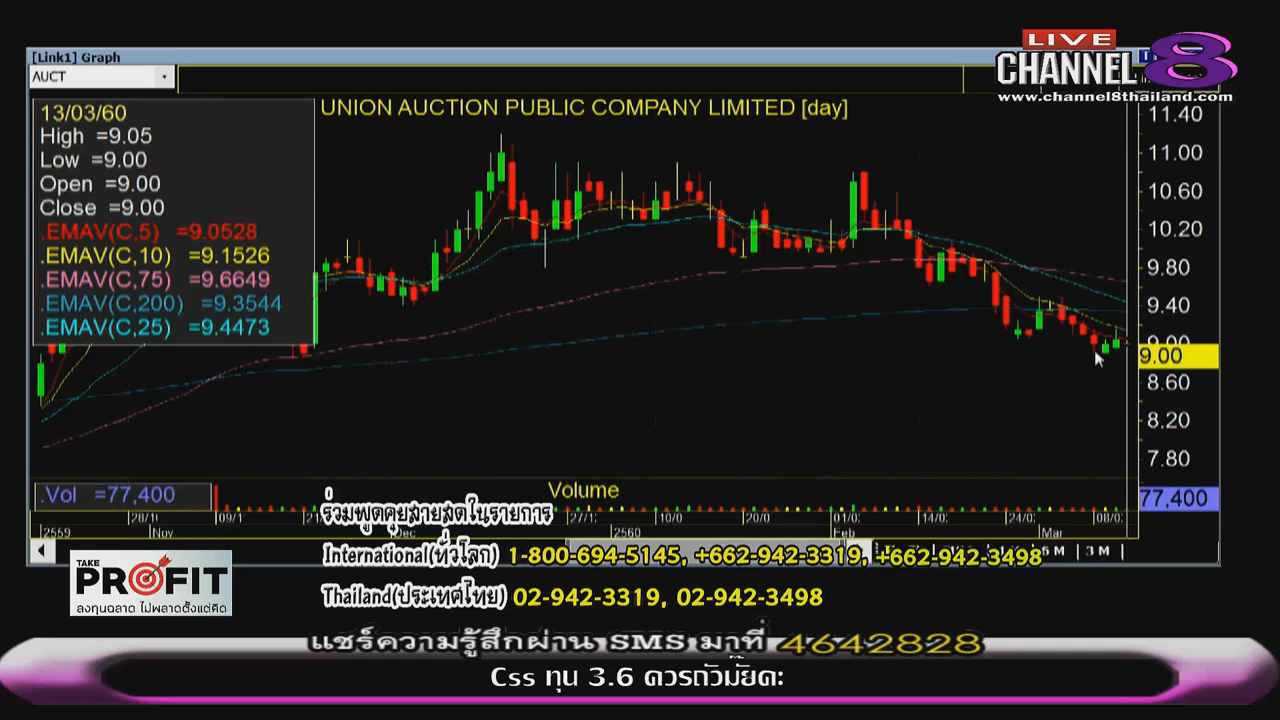 LIVE
CHANNEL 8
www.channel8thailand.com
[Link1] Graph
AUCT
UNION AUCTION PUBLIC COMPANY LIMITED [day]
13/03/60
High =9.05
Low =9.00
Open =9.00
Close =9.00
.EMAV(C,5) =9.0528
.EMAV(C,10) =9.1526
.EMAV(C,75) =9.6649
.EMAV(C,200) =9.3544
.EMAV(C,25) =9.4473
11.40
11.00
10.60
10.20
9.80
9.40
9.00
9.00
8.60
8.20
7.80
.Vol =77,400
Volume
77,400
2559
Nov
Dec
2560
Feb
Mar
3 M
ร่วมพูดคุยสายสดในรายการ
International(ทั่วโลก) 1-800-694-5145, +662-942-3319, +662-942-3498
Thailand(ประเทศไทย) 02-942-3319, 02-942-3498
TAKE
PROFIT
ลงทุนฉลาด ไม่พลาดตั้งแต่คิด
แชร์ความรู้สึกผ่าน SMS มาที่ 4642828
Css ทุน 3.6 ควรถัวมั๊ยคะ